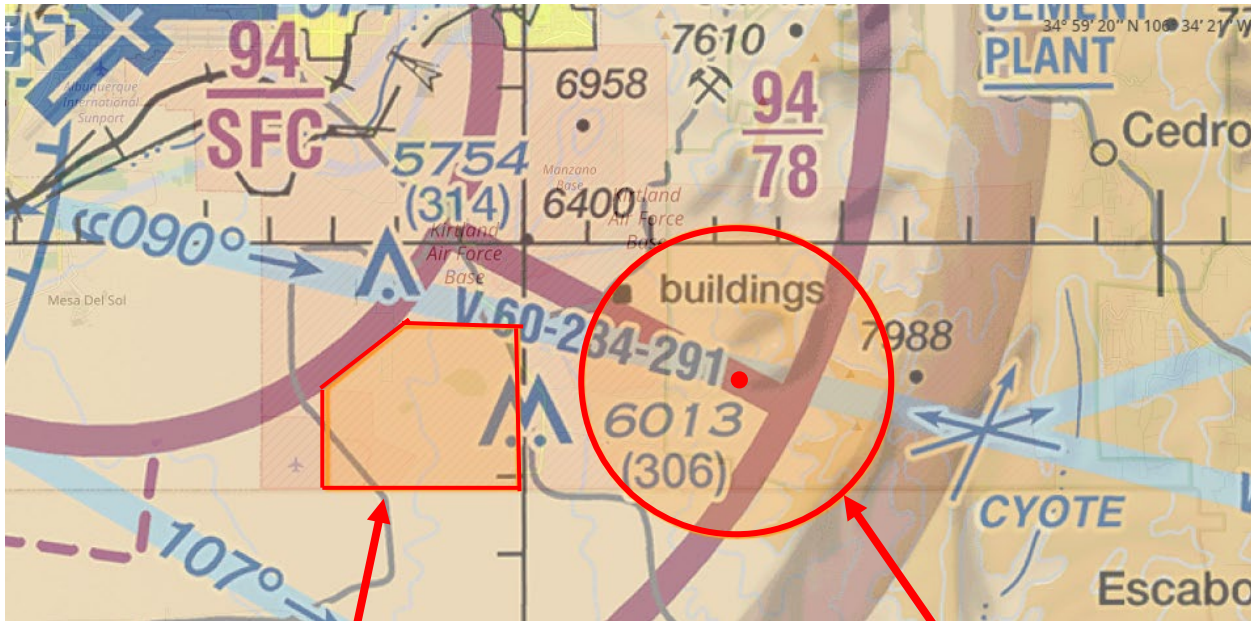 CEMENT
34° 59' 20" N 106° 34' 21" W
PLANT
94
SFC
7610
94
78
6958
Albuquerque
International
Sunport
Cedro
5754
(314)
Manzano
Base
6400
Kirtland
Air Force
Base
Kirtland
Air Force
Base
090°
Mesa Del Sol
buildings
V 60-234-291
7988
6013
(306)
CYOTE
107°
Escabo